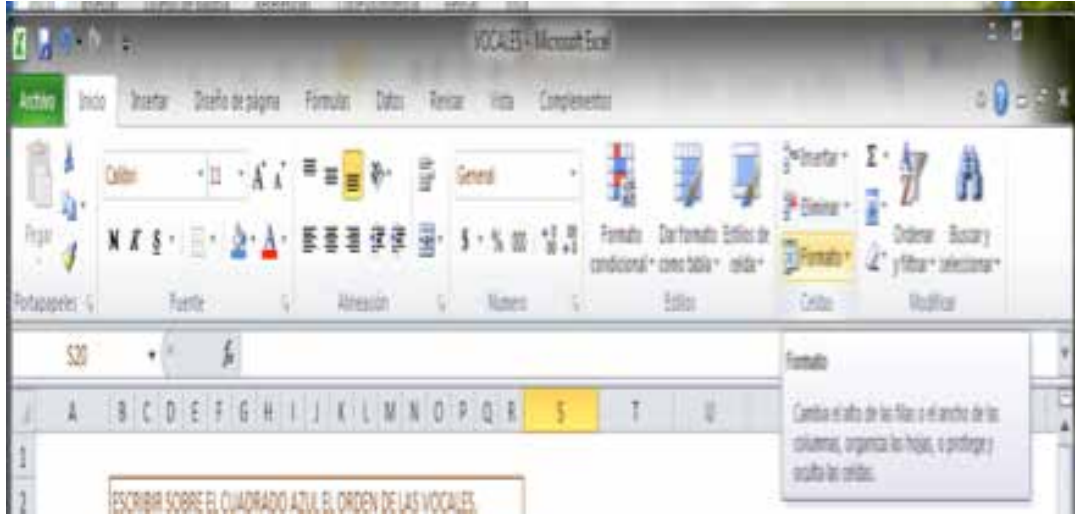 VOCALES - Microsoft Excel
Archivo Inicio Insertar Diseño de página Fórmulas Datos Revisar Vista Complementos
Calibri 11 General Insertar Σ
Eliminar
Pegar N K S $ % 000 Formato condicional Dar formato como tabla Estilos de celda Formato Ordenar y filtrar Buscar y seleccionar
Portapapeles Fuente Alineación Número Estilos Celdas Modificar
S20 fx
Formato
Cambia el alto de las filas o el ancho de las
columnas, organiza las hojas, o protege y
oculta las celdas.
A B C D E F G H I J K L M N O P Q R S T U
1
2 ESCRIBIR SOBRE EL CUADRADO AZUL EL ORDEN DE LAS VOCALES.